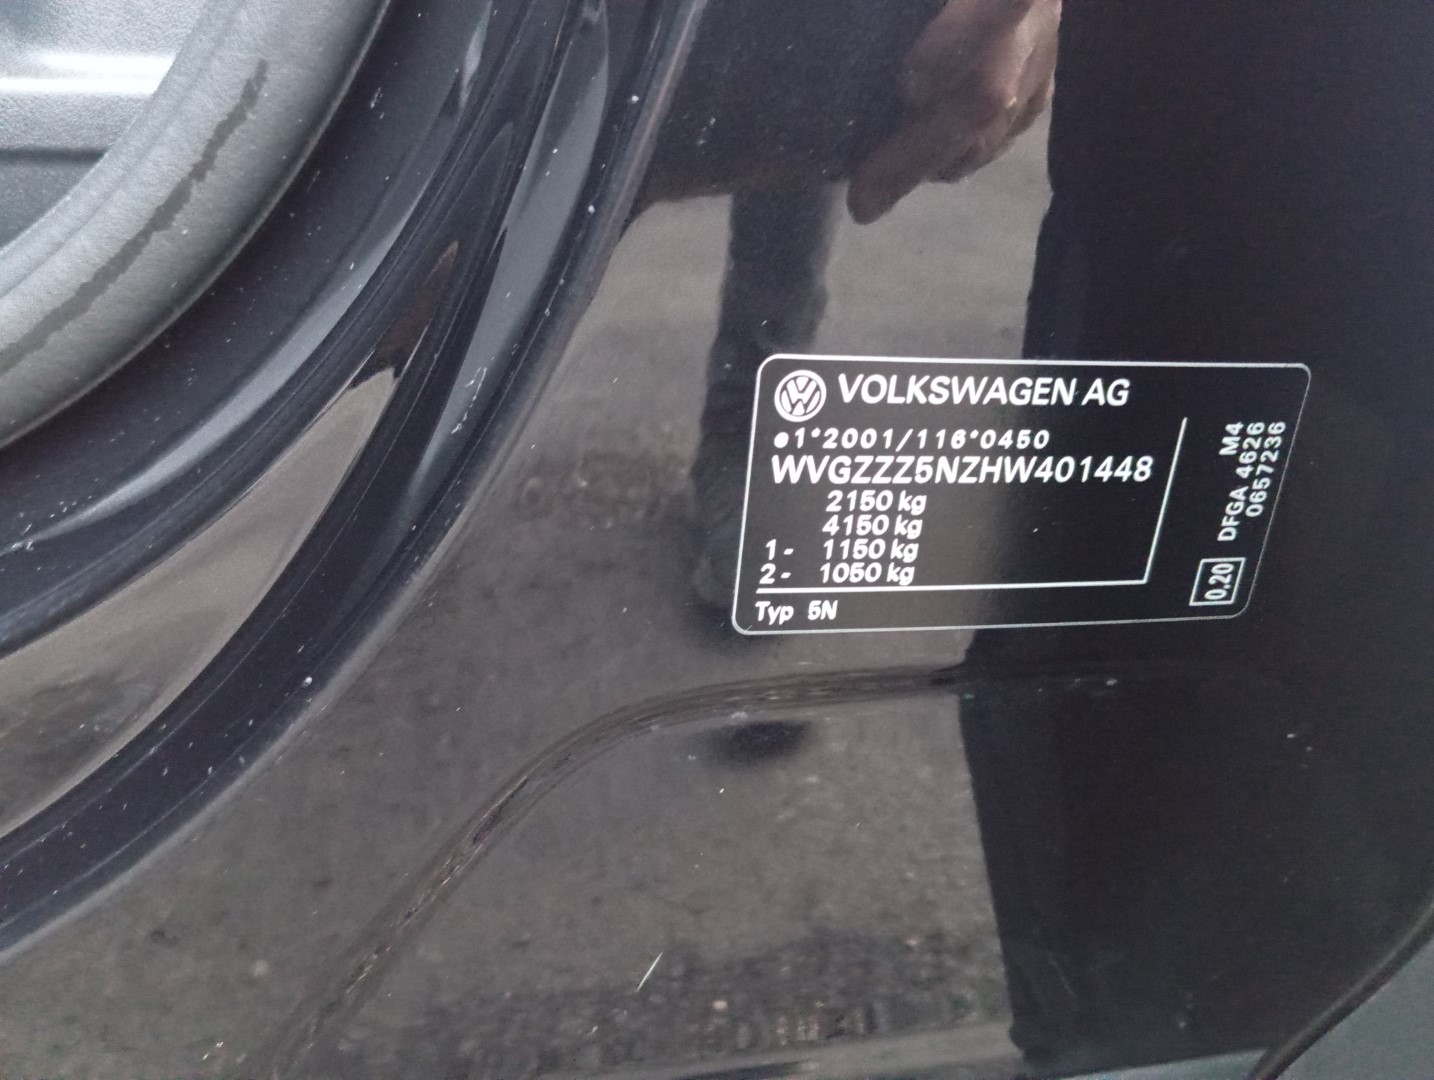 VOLKSWAGEN AG
e1*2001/116*0450
WVGZZZ5NZHW401448
2150 kg
4150 kg
1- 1150 kg
2- 1050 kg
Typ 5N
M4
DFGA 4626
0657236
0.20